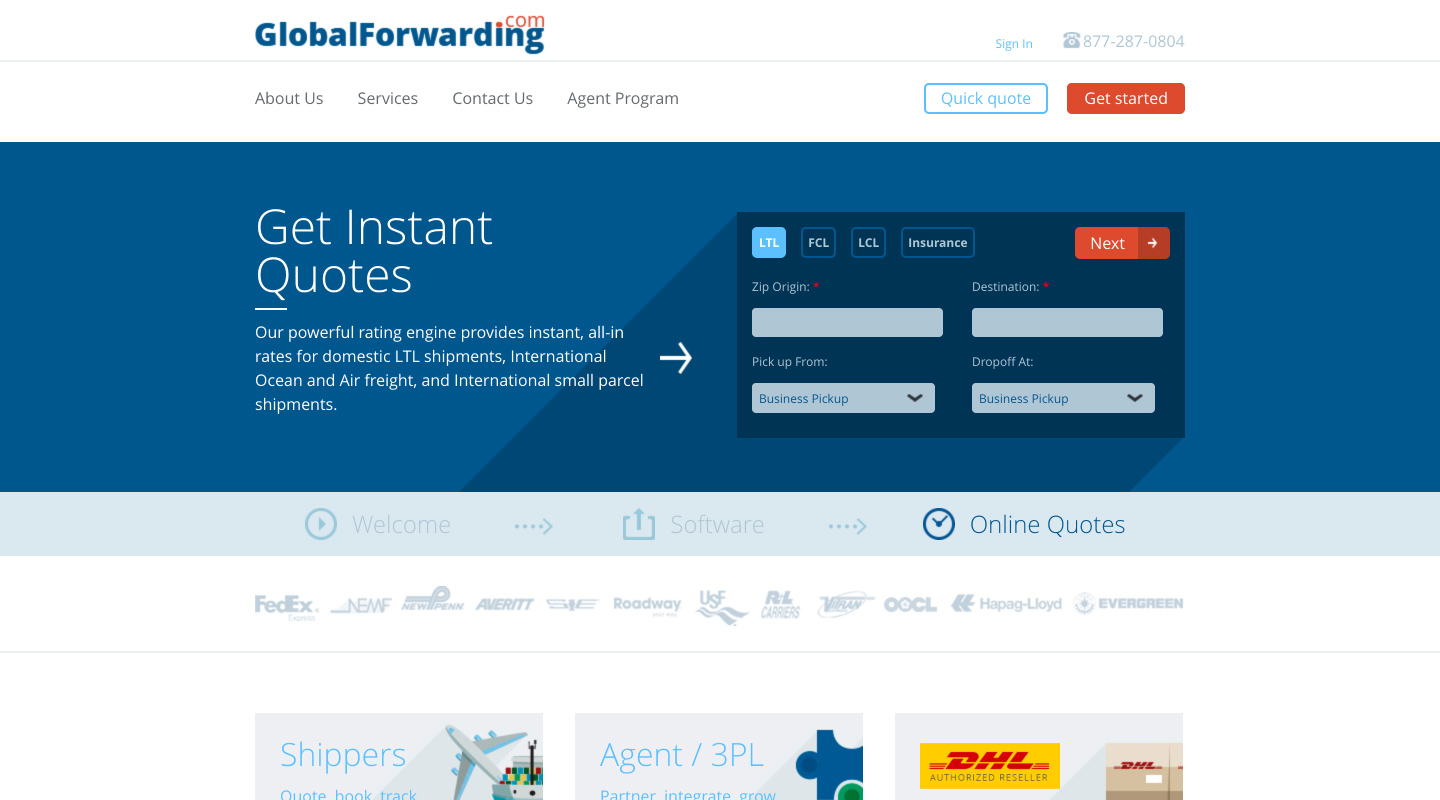 GlobalForwarding.com
Sign In
877-287-0804
About Us
Services
Contact Us
Agent Program
Quick quote
Get started
Get Instant
Quotes
Our powerful rating engine provides instant, all-in
rates for domestic LTL shipments, International
Ocean and Air freight, and International small parcel
shipments.
LTL
FCL
LCL
Insurance
Next
Zip Origin: *
Destination: *
Pick up From:
Dropoff At:
Business Pickup
Business Pickup
Welcome
Software
Online Quotes
FedEx
Express
NEMF
NEW PENN
AVERITT
Roadway
USF
R+L
CARRIERS
VITRAN
OOCL
Hapag-Lloyd
EVERGREEN
Shippers
Quote, book, track
Agent / 3PL
Partner, integrate, grow
DHL
AUTHORIZED RESELLER
DHL